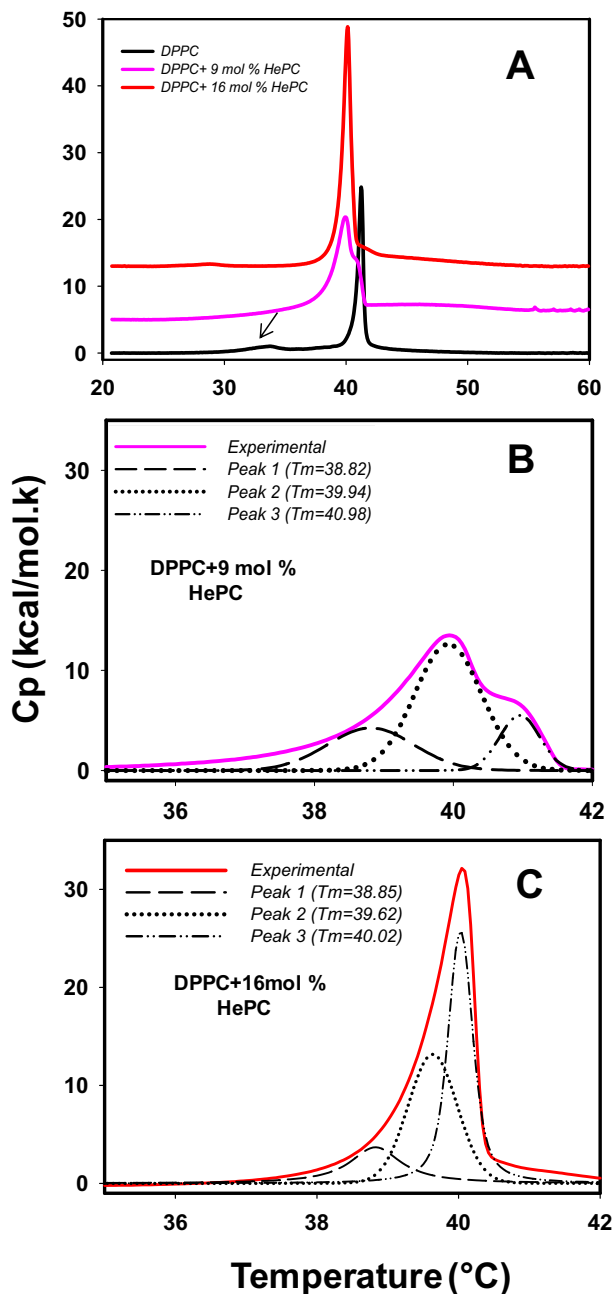 A
DPPC
DPPC+ 9 mol % HePC
DPPC+ 16 mol % HePC
50
40
30
20
10
0
20 30 40 50 60
B
Experimental
Peak 1 (Tm=38.82)
Peak 2 (Tm=39.94)
Peak 3 (Tm=40.98)
DPPC+9 mol %
HePC
30
20
10
0
36 38 40 42
Cp (kcal/mol.k)
C
Experimental
Peak 1 (Tm=38.85)
Peak 2 (Tm=39.62)
Peak 3 (Tm=40.02)
DPPC+16mol %
HePC
30
20
10
0
36 38 40 42
Temperature (°C)